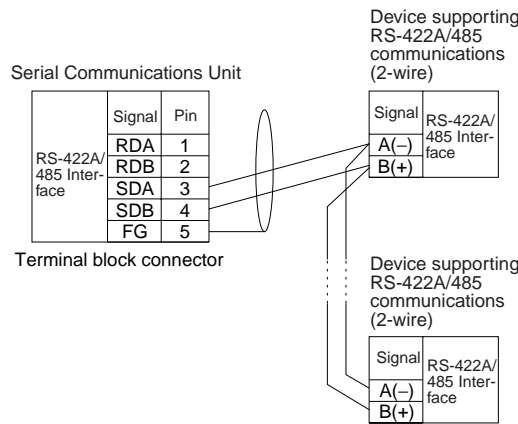 Device supporting
RS-422A/485
communications
(2-wire)
Serial Communications Unit
Signal Pin
RDA 1
RDB 2
SDA 3
SDB 4
FG 5
RS-422A/
485 Inter-
face
Terminal block connector
Signal
A(−)
B(+)
RS-422A/
485 Inter-
face
Device supporting
RS-422A/485
communications
(2-wire)
Signal
A(−)
B(+)
RS-422A/
485 Inter-
face